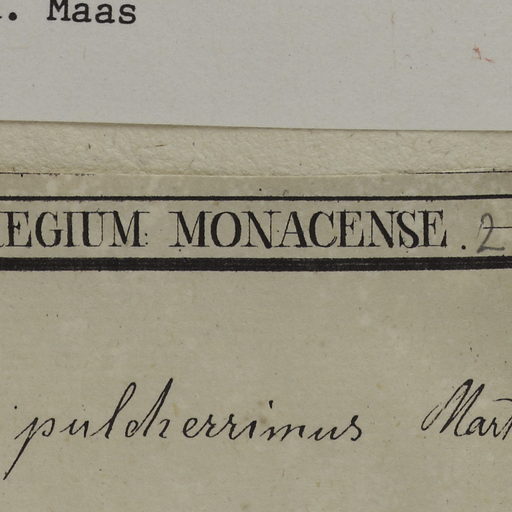 Maas
EGIUM MONACENSE. 2
pulcherrimus Mart